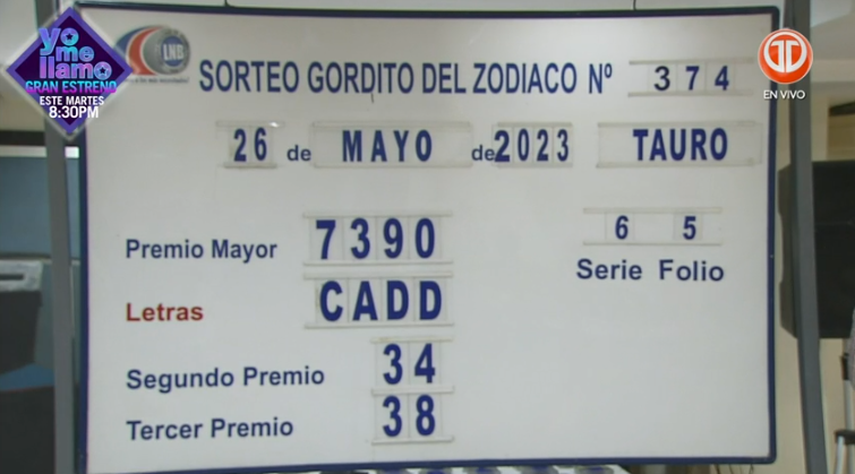 yo
me
llamo
GRAN ESTRENO
ESTE MARTES
8:30PM
LNB
SORTEO GORDITO DEL ZODIACO Nº 374
EN VIVO
26 de MAYO de 2023 TAURO
Premio Mayor 7390 6 5
Serie Folio
Letras CADD
Segundo Premio 34
Tercer Premio 38